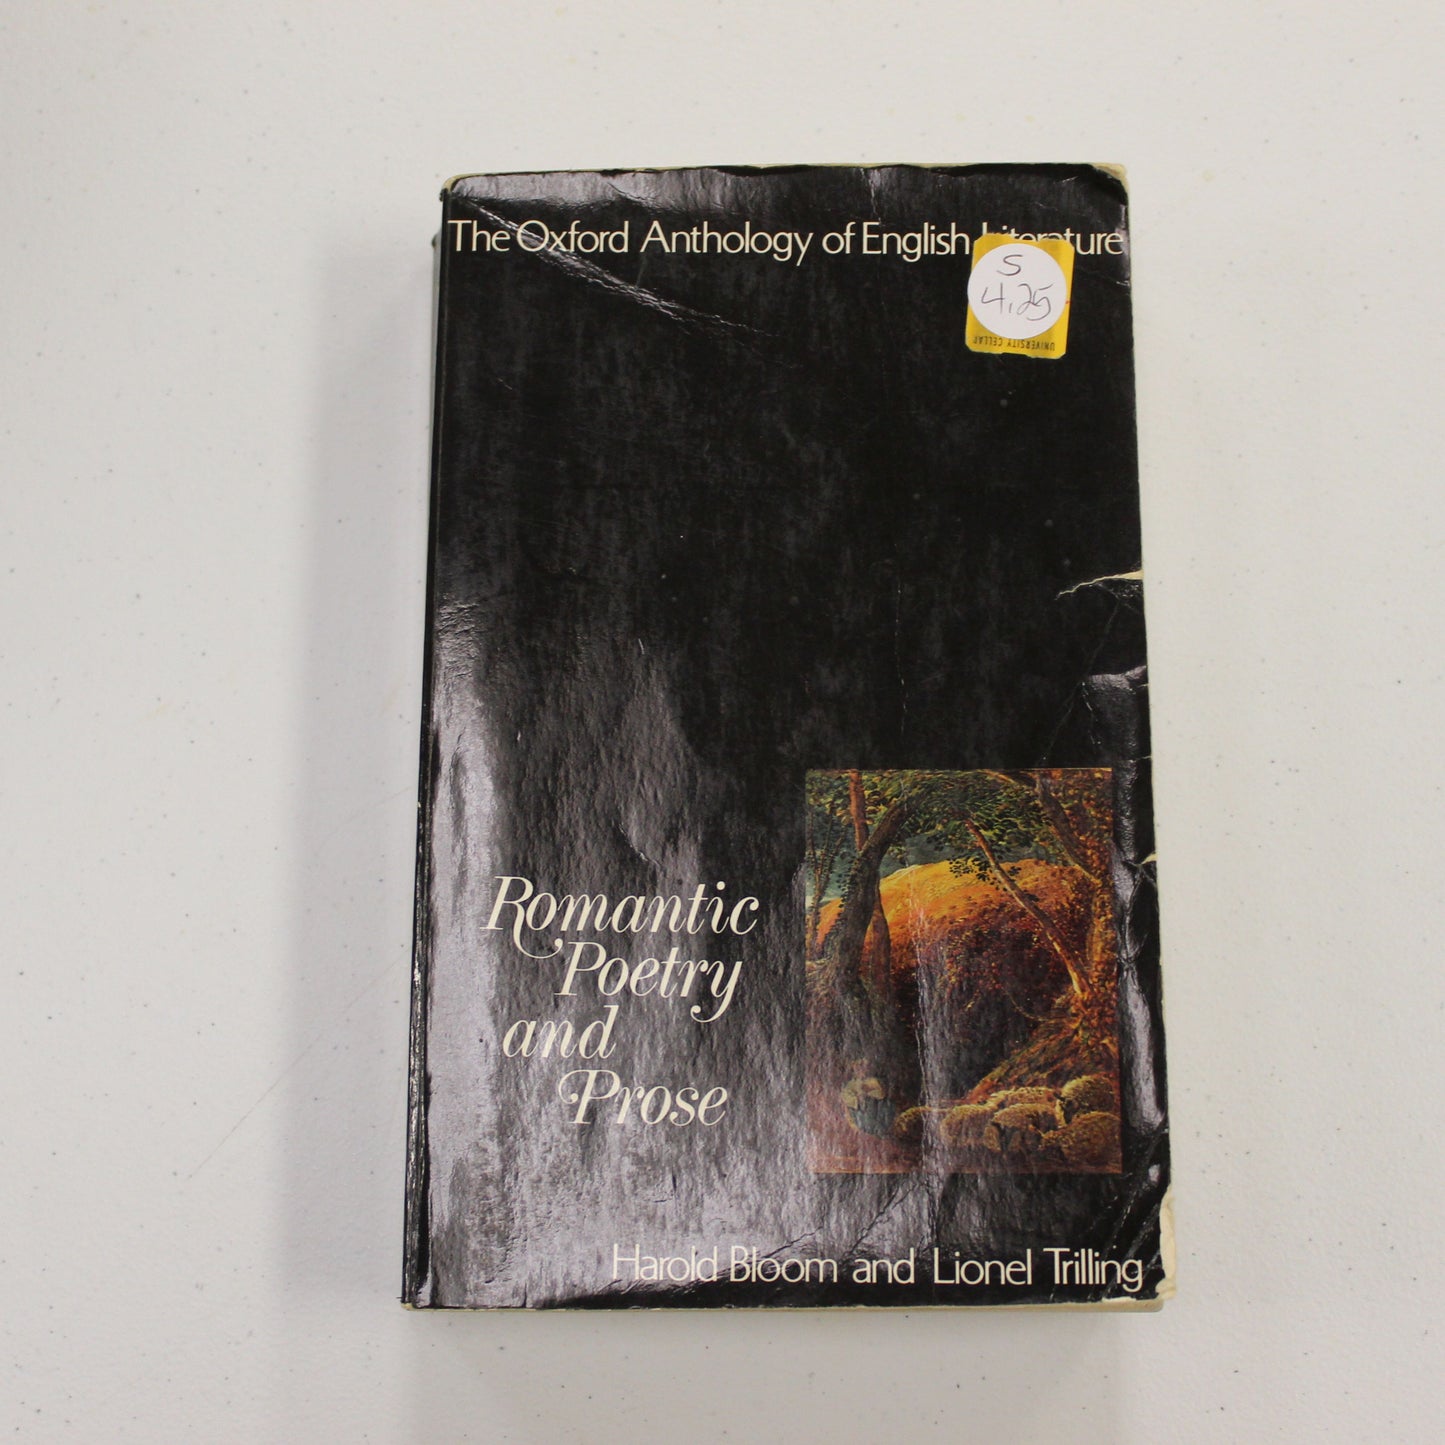 The Oxford Anthology of English Literature
S
4.25
UNIVERSITY CELLAR
Romantic
Poetry
and
Prose
Harold Bloom and Lionel Trilling